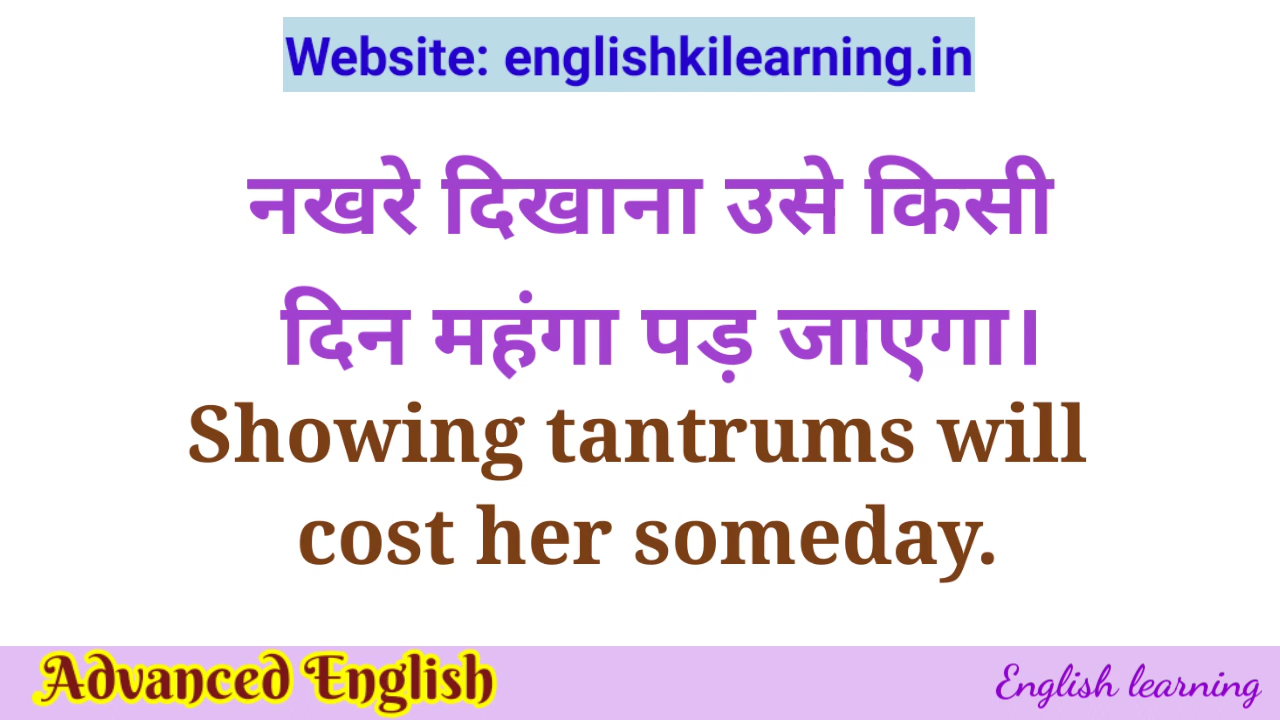 Website: englishkilearning.in
नखरे दिखाना उसे किसी
दिन महंगा पड़ जाएगा।
Showing tantrums will
cost her someday.
Advanced English
English learning